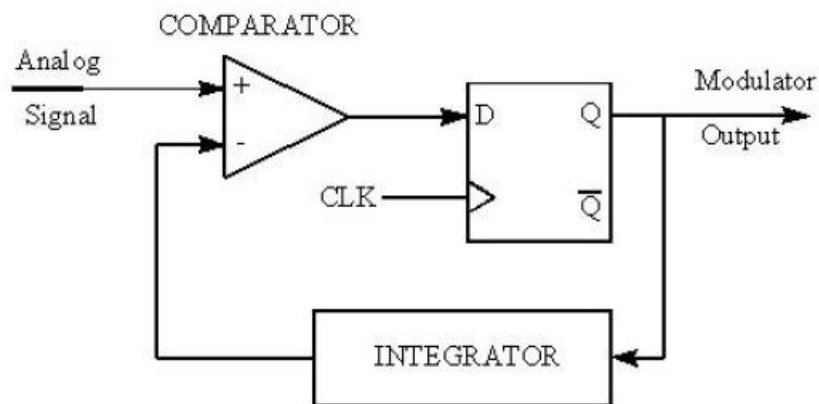 COMPARATOR
Analog
Signal
+
-
D
Q
CLK
Q̅
Modulator
Output
INTEGRATOR